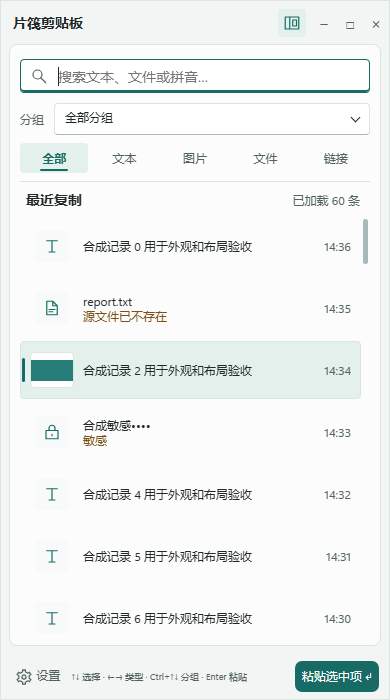 片筏剪贴板
搜索文本、文件或拼音...
分组 全部分组
全部 文本 图片 文件 链接
最近复制 已加载 60 条
合成记录 0 用于外观和布局验收 14:36
report.txt
源文件已不存在 14:35
合成记录 2 用于外观和布局验收 14:34
合成敏感••••
敏感 14:33
合成记录 4 用于外观和布局验收 14:32
合成记录 5 用于外观和布局验收 14:31
合成记录 6 用于外观和布局验收 14:30
设置 ↑↓ 选择 · ←→ 类型 · Ctrl+↑↓ 分组 · Enter 粘贴 粘贴选中项 ↲